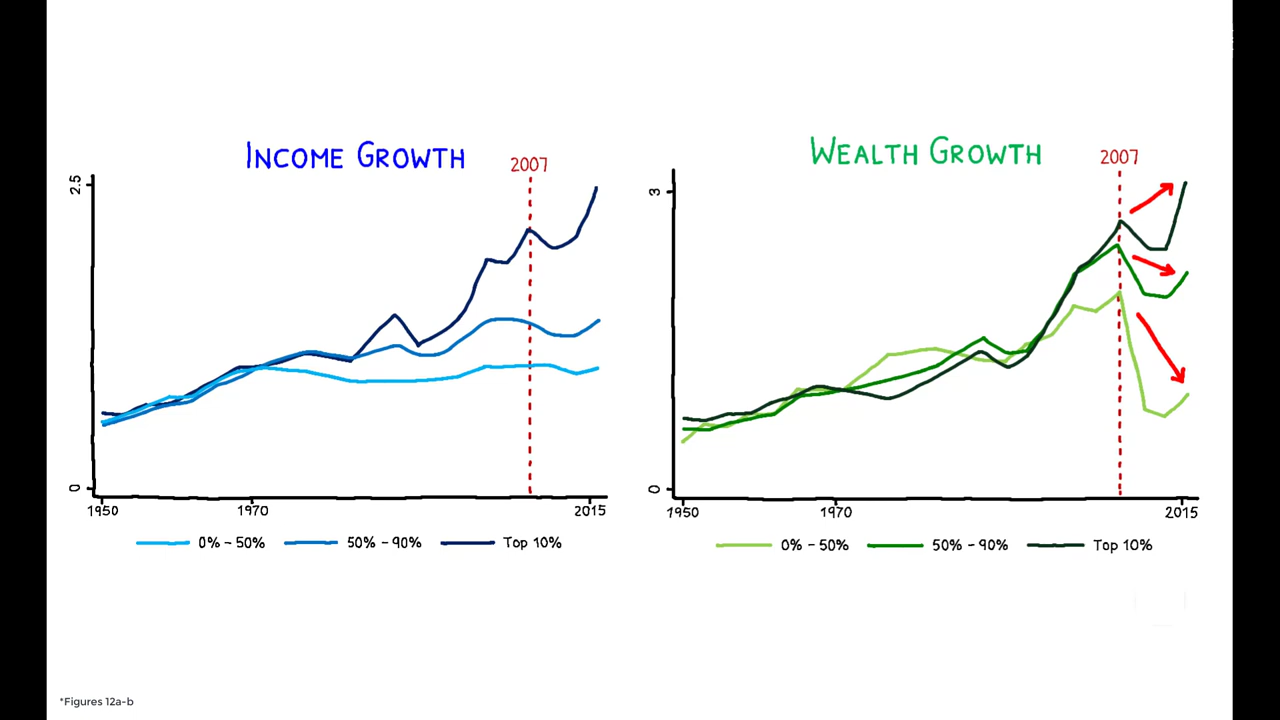 INCOME GROWTH
2007
2.5
0
1950 1970 2015
0% - 50% 50% - 90% TOP 10%
WEALTH GROWTH
2007
3
0
1950 1970 2015
0% - 50% 50% - 90% TOP 10%
*Figures 12a-b